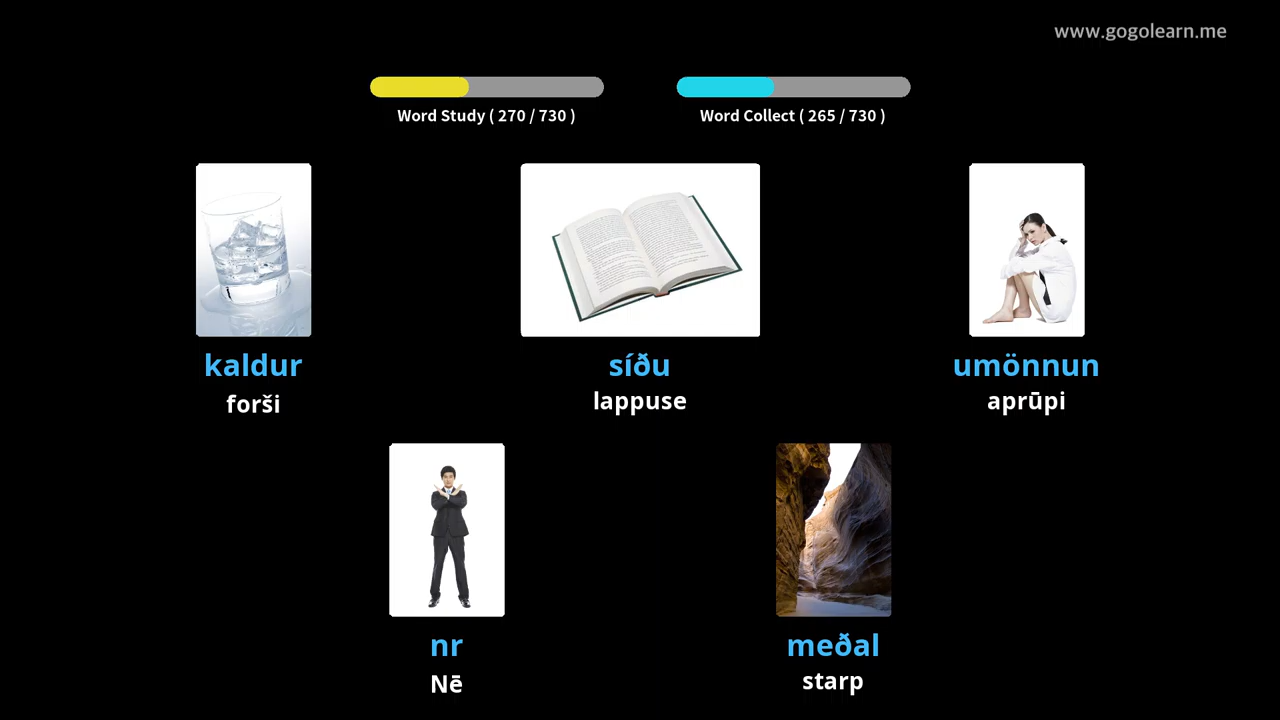 www.gogolearn.me
Word Study ( 270 / 730 )
Word Collect ( 265 / 730 )
kaldur
forši
síðu
lappuse
umönnun
aprūpi
nr
Nē
meðal
starp